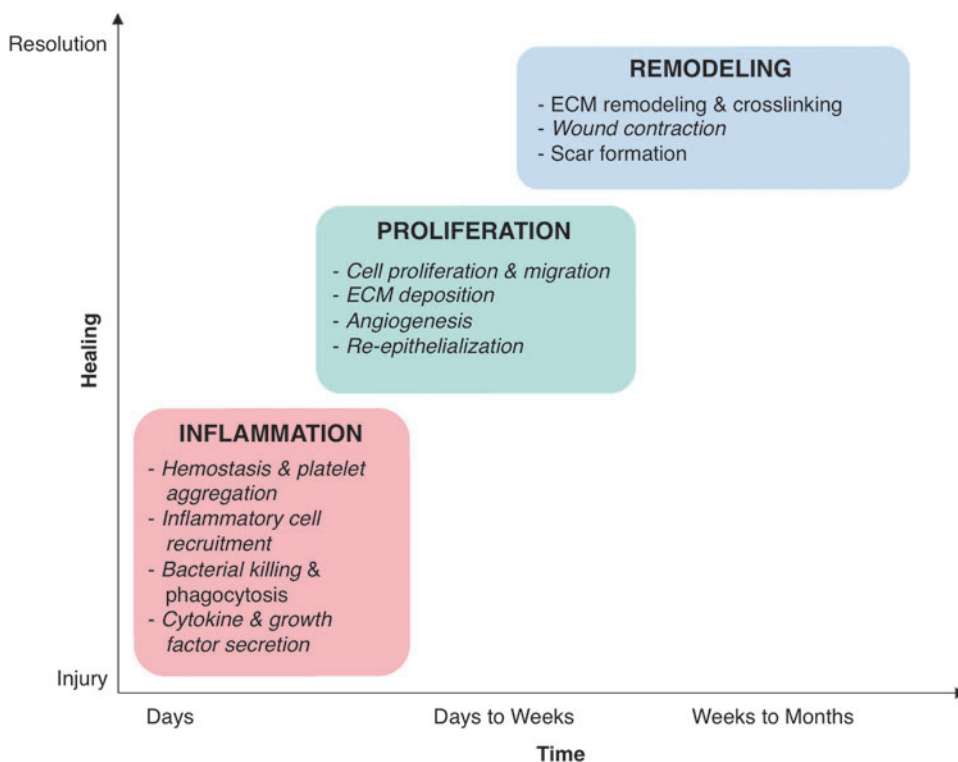 Resolution
REMODELING
- ECM remodeling & crosslinking
- Wound contraction
- Scar formation
PROLIFERATION
- Cell proliferation & migration
- ECM deposition
- Angiogenesis
- Re-epithelialization
Healing
INFLAMMATION
- Hemostasis & platelet
aggregation
- Inflammatory cell
recruitment
- Bacterial killing &
phagocytosis
- Cytokine & growth
factor secretion
Injury
Days
Days to Weeks
Weeks to Months
Time